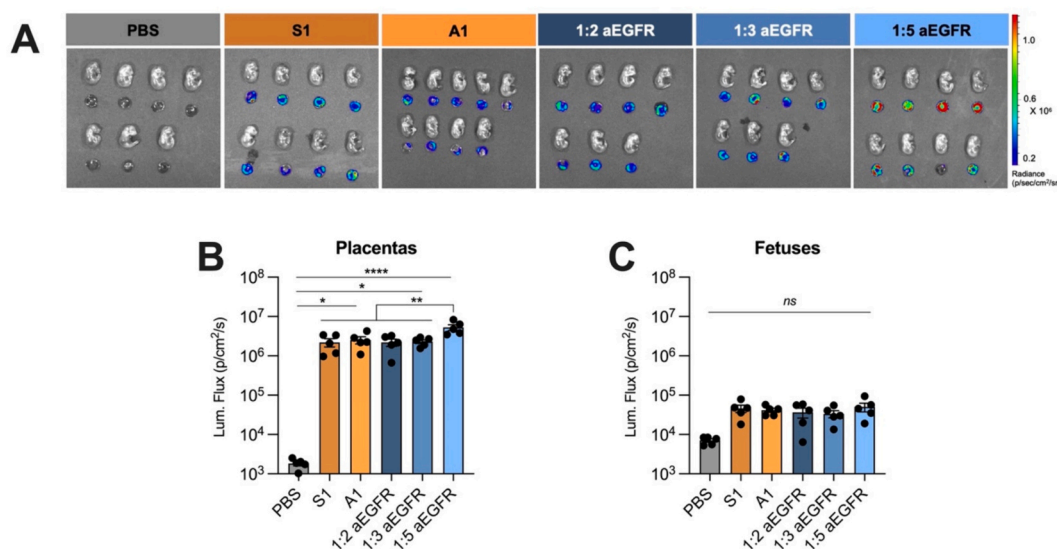 A
PBS
S1
A1
1:2 aEGFR
1:3 aEGFR
1:5 aEGFR
1.0
0.6
X 10⁶
0.2
Radiance
(p/sec/cm²/sr)
B
Placentas
Lum. Flux (p/cm²/s)
10⁸
10⁷
10⁶
10⁵
10⁴
10³
****
*
*
**
PBS
S1
A1
1:2 aEGFR
1:3 aEGFR
1:5 aEGFR
C
Fetuses
Lum. Flux (p/cm²/s)
10⁸
10⁷
10⁶
10⁵
10⁴
10³
ns
PBS
S1
A1
1:2 aEGFR
1:3 aEGFR
1:5 aEGFR